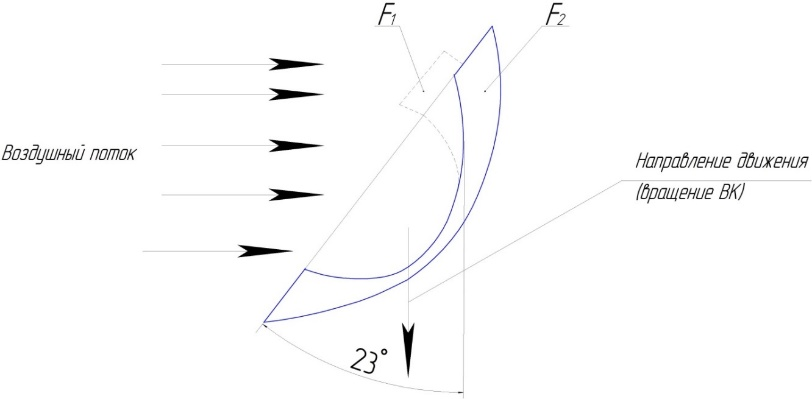 F₁
F₂
Воздушный поток
Направление движения
(вращение ВК)
23°